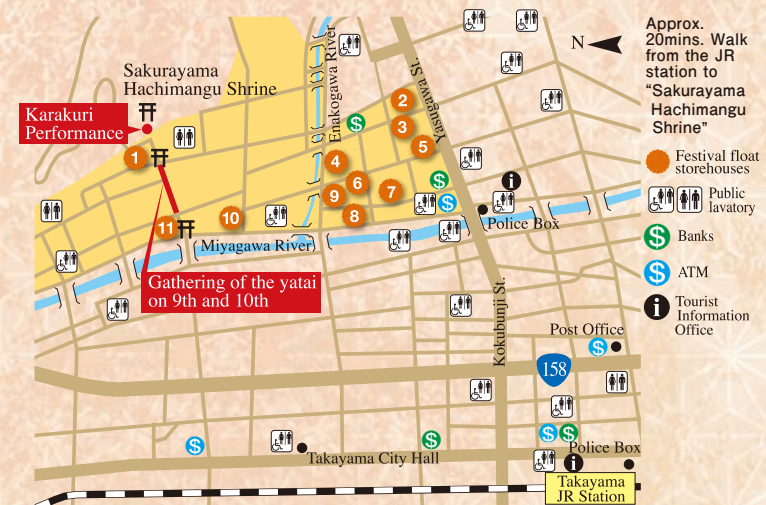 Approx.
20mins. Walk
from the JR
station to
“Sakurayama
Hachimangu
Shrine”
N
Enakogawa River
Yasugawa St.
Sakurayama
Hachimangu Shrine
Karakuri
Performance
1
2
3
5
4
6
7
9
8
10
11
$
$
$
i
Police Box
Miyagawa River
Gathering of the yatai
on 9th and 10th
Kokubunji St.
Post Office
$
158
$
$
$
$
Takayama City Hall
Police Box
i
Takayama
JR Station
Festival float
storehouses
Public
lavatory
$ Banks
$ ATM
i Tourist
Information
Office